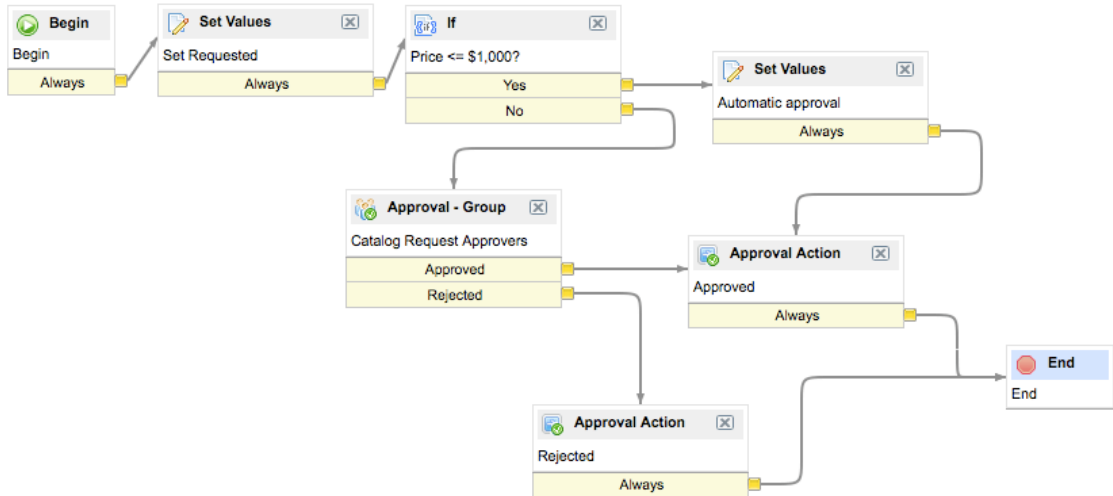 Begin
Begin
Always
Set Values
Set Requested
Always
If
Price <= $1,000?
Yes
No
Set Values
Automatic approval
Always
Approval - Group
Catalog Request Approvers
Approved
Rejected
Approval Action
Approved
Always
End
End
Approval Action
Rejected
Always